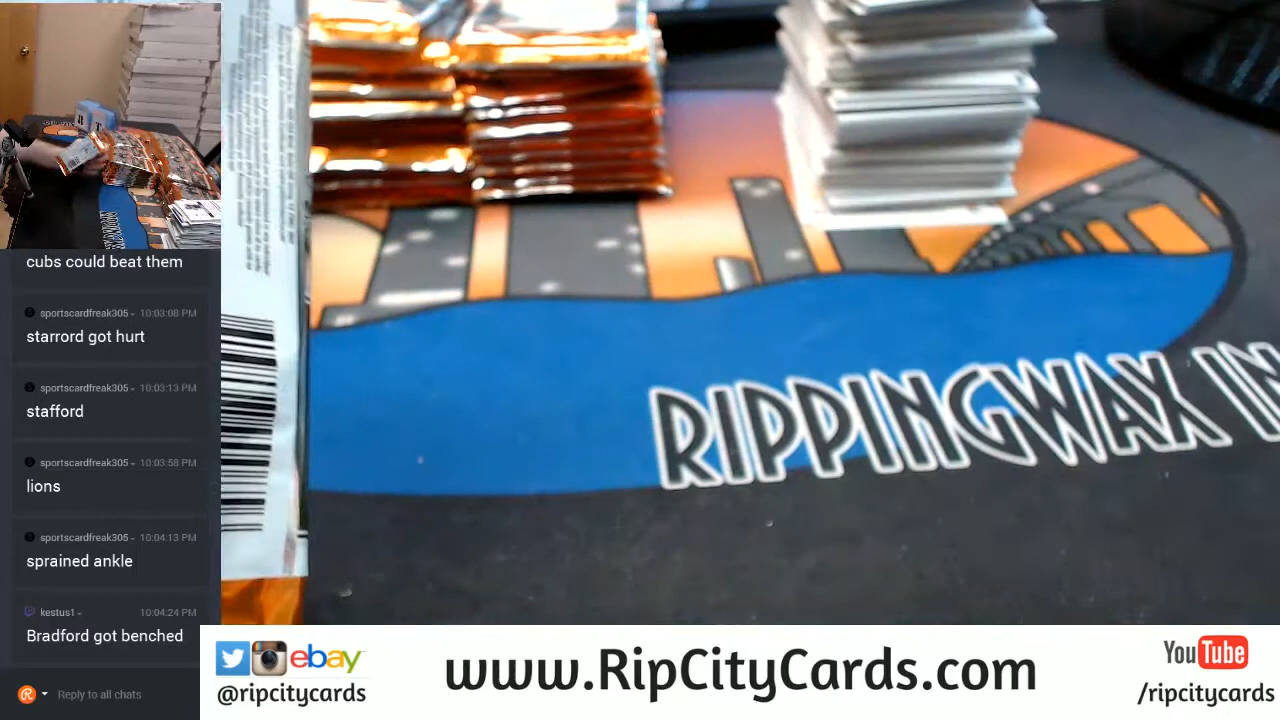 cubs could beat them
sportscardfreak305 - 10:03:08 PM
starrord got hurt
sportscardfreak305 - 10:03:13 PM
stafford
sportscardfreak305 - 10:03:58 PM
lions
sportscardfreak305 - 10:04:13 PM
sprained ankle
kestus1 - 10:04:24 PM
Bradford got benched
Reply to all chats
RIPPINGWAX IN
ebay
@ripcitycards
www.RipCityCards.com
YouTube
/ripcitycards